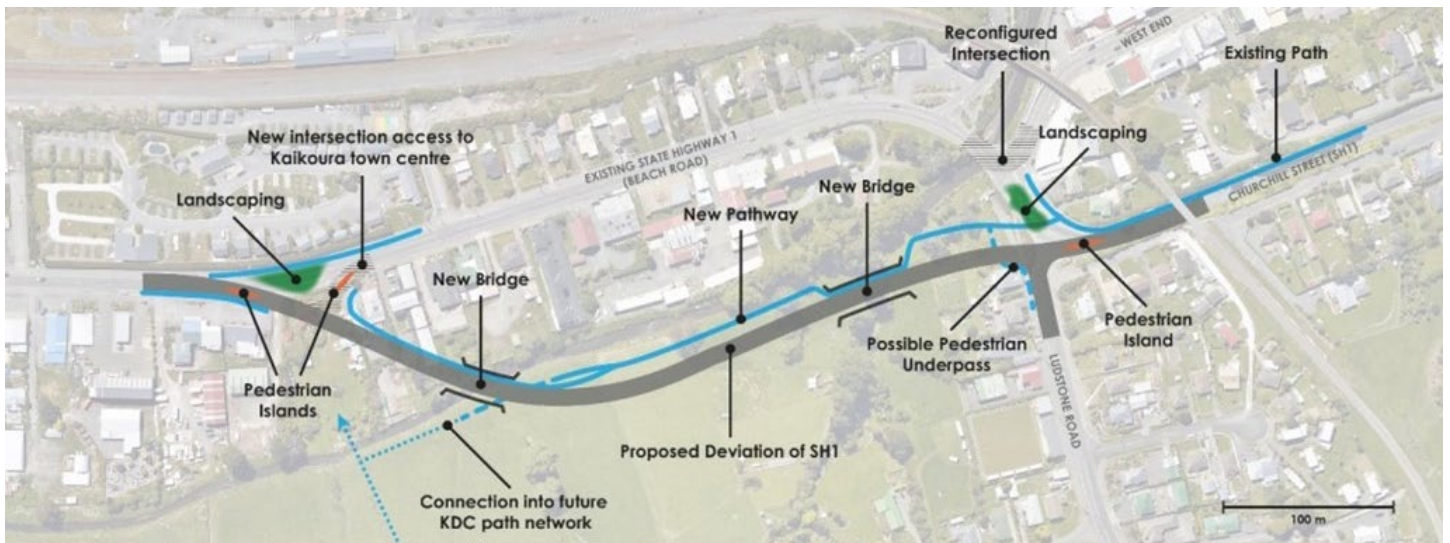 Reconfigured
Intersection
WEST END
Existing Path
New intersection access to
Kaikoura town centre
Landscaping
Landscaping
EXISTING STATE HIGHWAY 1
(BEACH ROAD)
New Bridge
CHURCHILL STREET (SH1)
New Pathway
New Bridge
Pedestrian
Islands
Possible Pedestrian
Underpass
Pedestrian
Island
LUDSTONE ROAD
Proposed Deviation of SH1
Connection into future
KDC path network
100 m